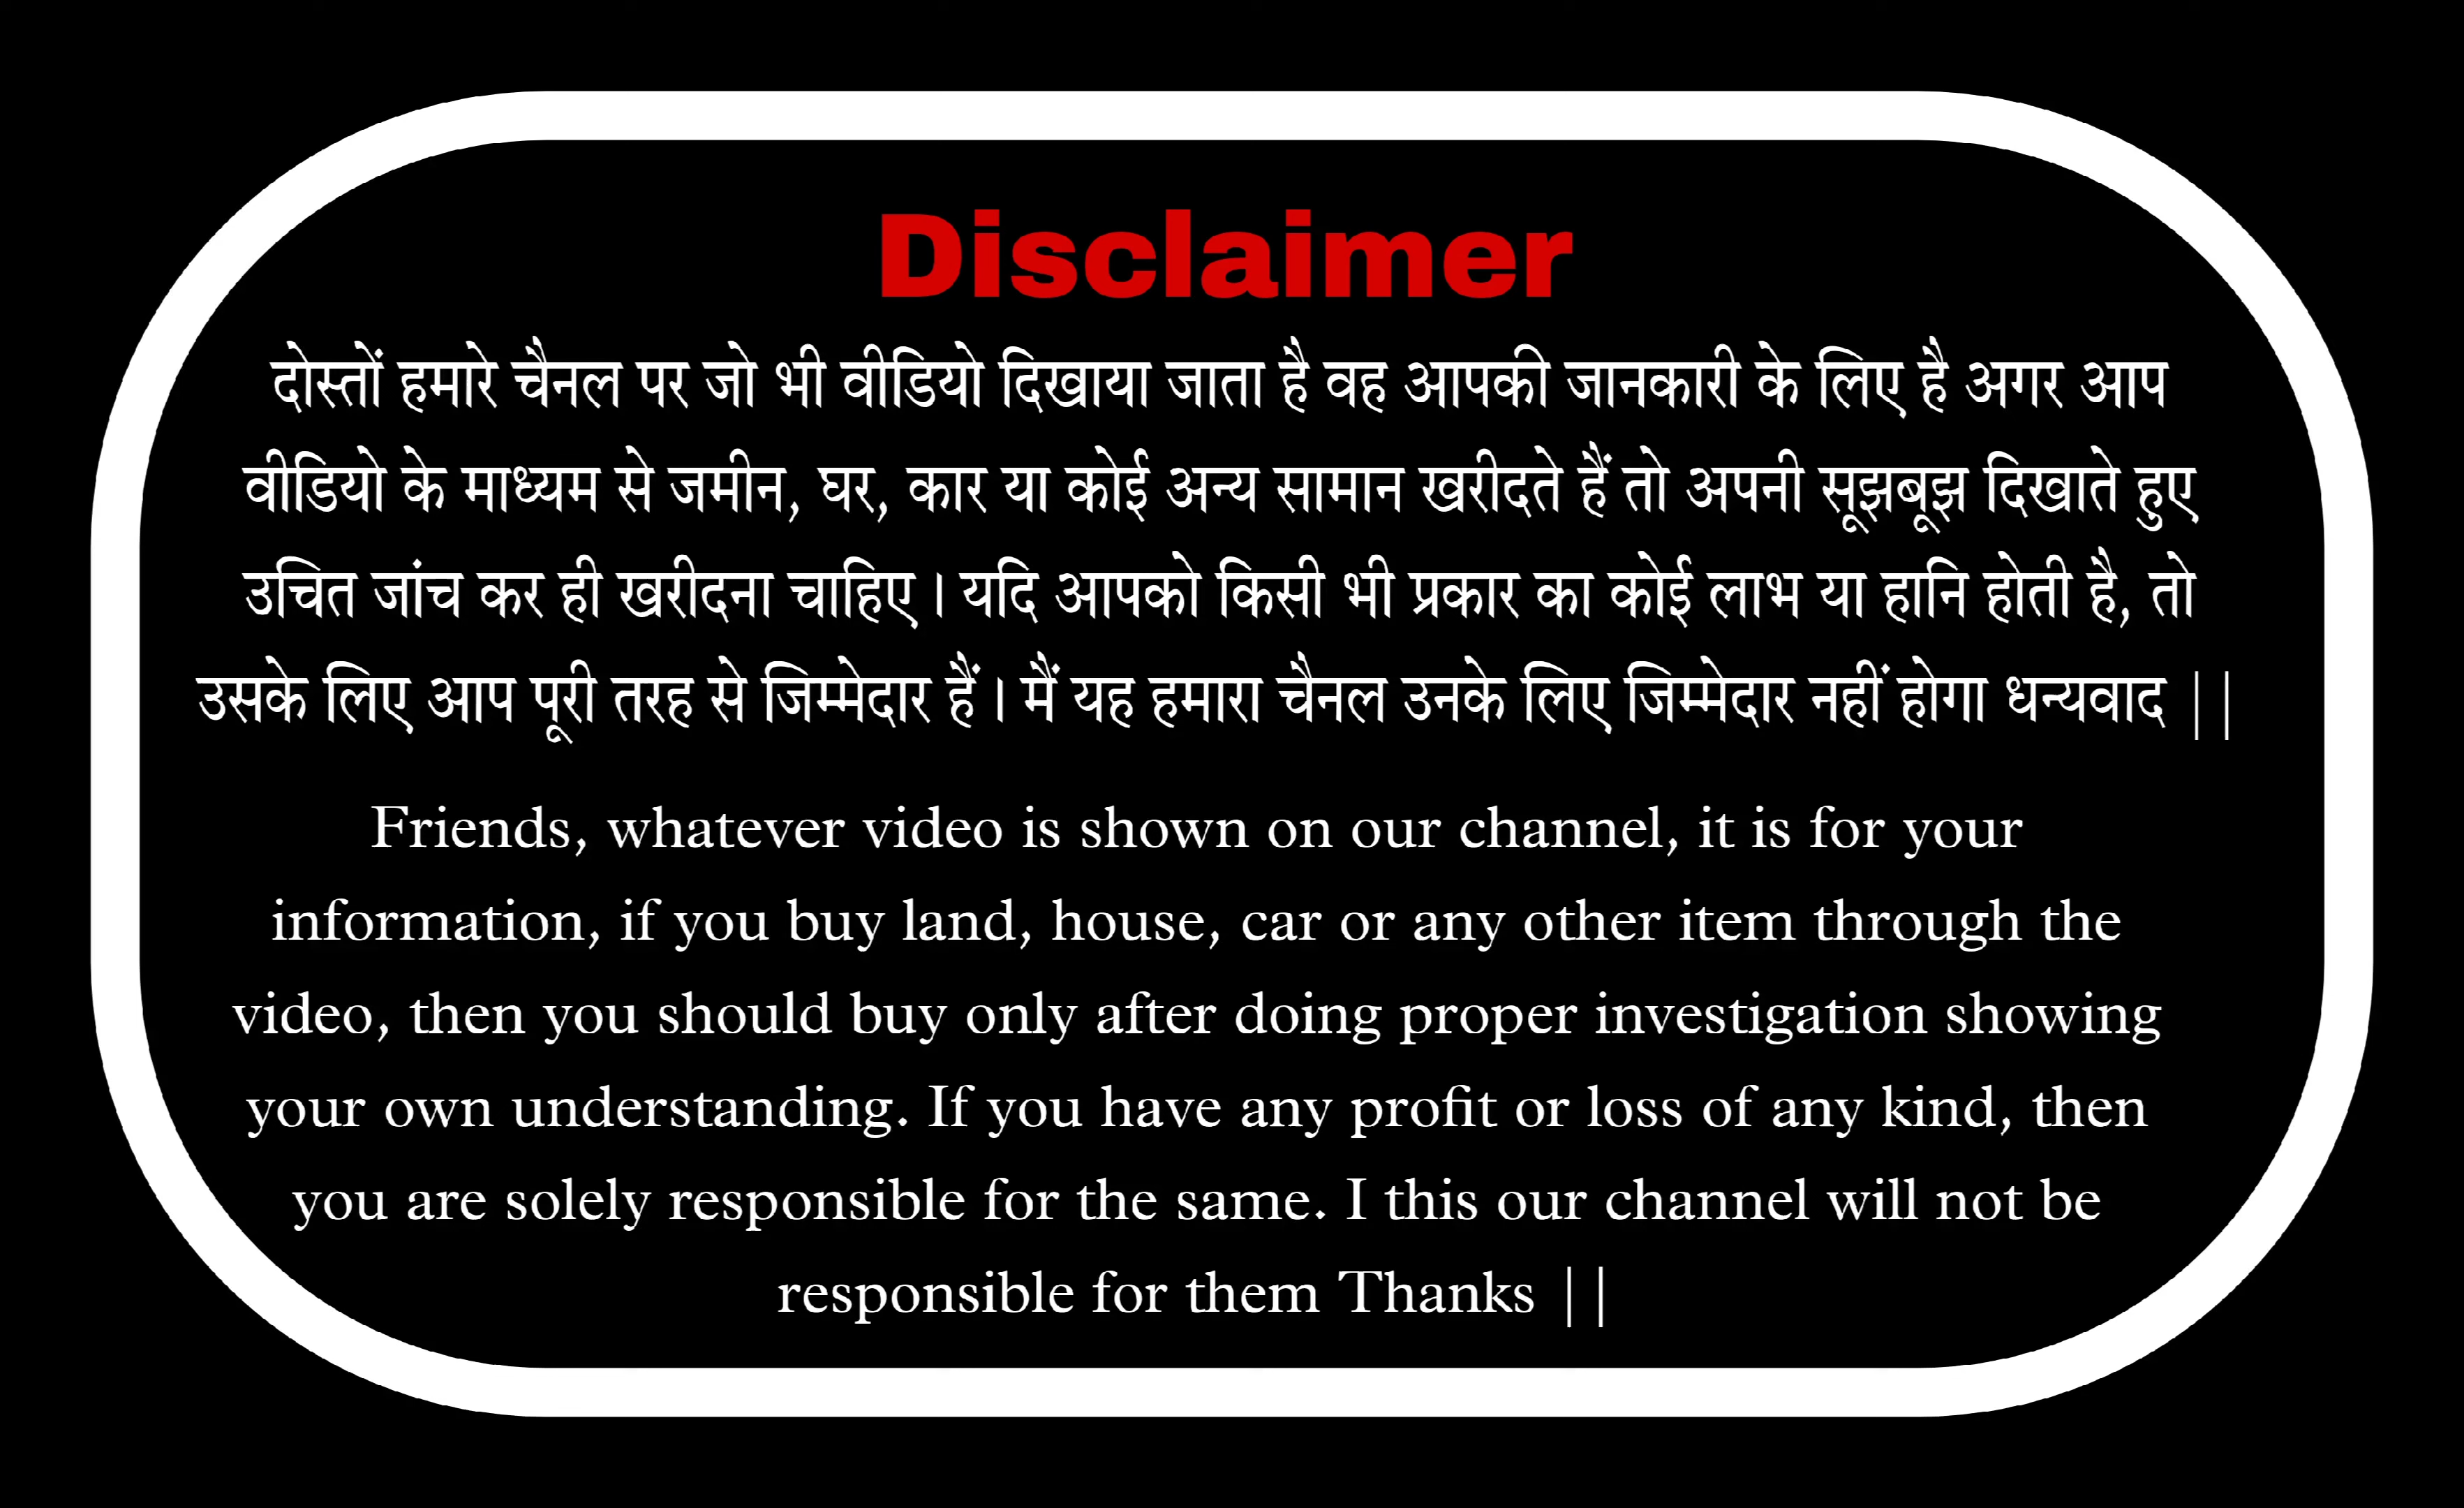 Disclaimer
दोस्तों हमारे चैनल पर जो भी वीडियो दिखाया जाता है वह आपकी जानकारी के लिए है अगर आप
वीडियो के माध्यम से जमीन, घर, कार या कोई अन्य सामान खरीदते हैं तो अपनी सूझबूझ दिखाते हुए
उचित जांच कर ही खरीदना चाहिए। यदि आपको किसी भी प्रकार का कोई लाभ या हानि होती है, तो
उसके लिए आप पूरी तरह से जिम्मेदार हैं। मैं यह हमारा चैनल उनके लिए जिम्मेदार नहीं होगा धन्यवाद ||
Friends, whatever video is shown on our channel, it is for your
information, if you buy land, house, car or any other item through the
video, then you should buy only after doing proper investigation showing
your own understanding. If you have any profit or loss of any kind, then
you are solely responsible for the same. I this our channel will not be
responsible for them Thanks ||